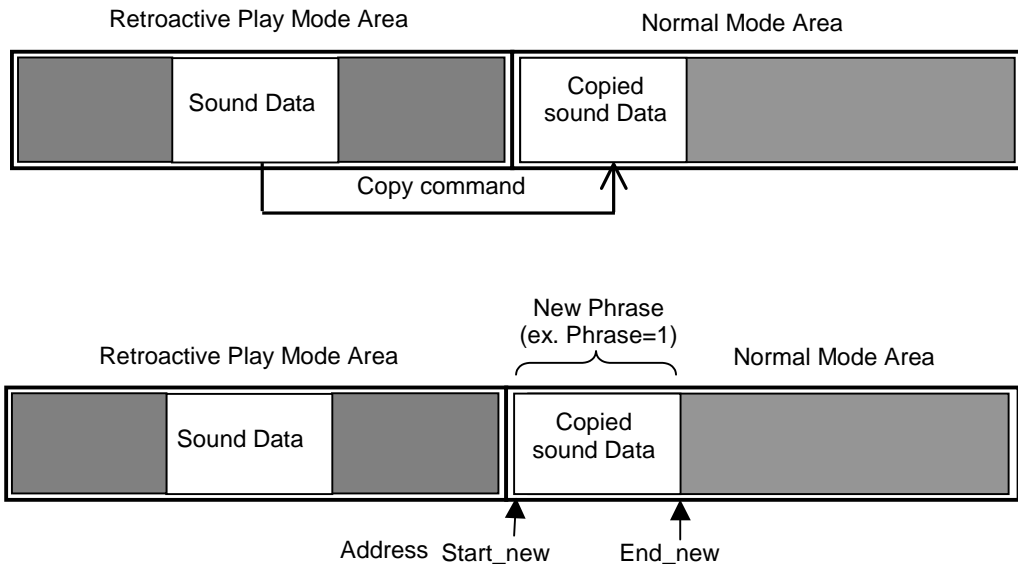 Retroactive Play Mode Area
Normal Mode Area
Sound Data
Copied
sound Data
Copy command
New Phrase
(ex. Phrase=1)
Retroactive Play Mode Area
Normal Mode Area
Sound Data
Copied
sound Data
Address Start_new End_new